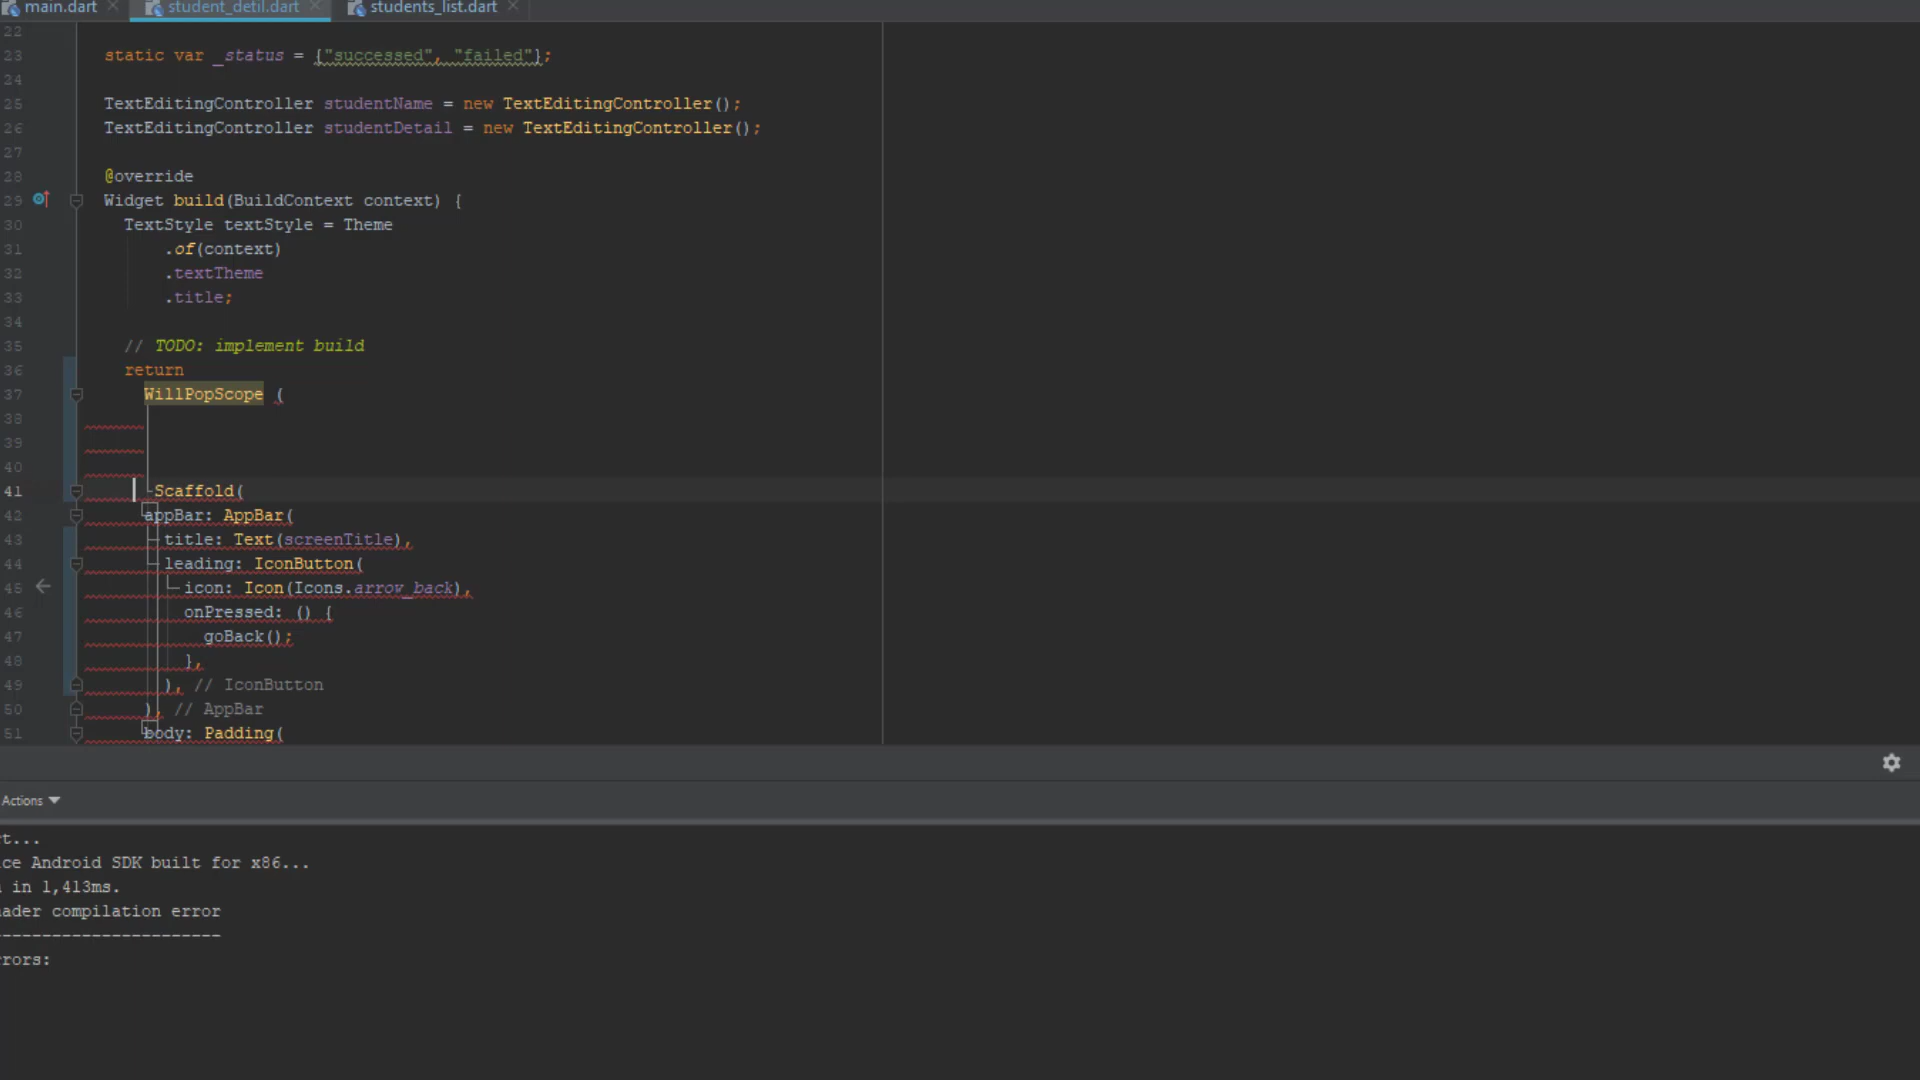 main.dart student_detil.dart students_list.dart
22
23 static var _status = {"successed", "failed"};
24
25 TextEditingController studentName = new TextEditingController();
26 TextEditingController studentDetail = new TextEditingController();
27
28 @override
29 Widget build(BuildContext context) {
30 TextStyle textStyle = Theme
31 .of(context)
32 .textTheme
33 .title;
34
35 // TODO: implement build
36 return
37 WillPopScope (
38
39
40
41 Scaffold(
42 appBar: AppBar(
43 title: Text(screenTitle),
44 leading: IconButton(
45 icon: Icon(Icons.arrow_back),
46 onPressed: () {
47 goBack();
48 },
49 ), // IconButton
50 ), // AppBar
51 body: Padding(
Actions
rt...
ice Android SDK built for x86...
in 1,413ms.
ader compilation error
-----------------------
rors: